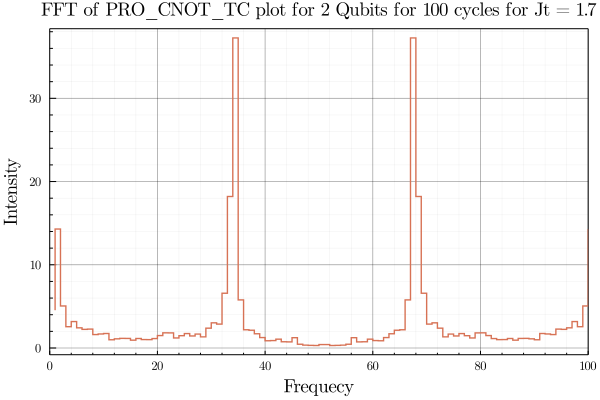 FFT of PRO_CNOT_TC plot for 2 Qubits for 100 cycles for Jt = 1.7
30
20
10
0
Intensity
0 20 40 60 80 100
Frequecy